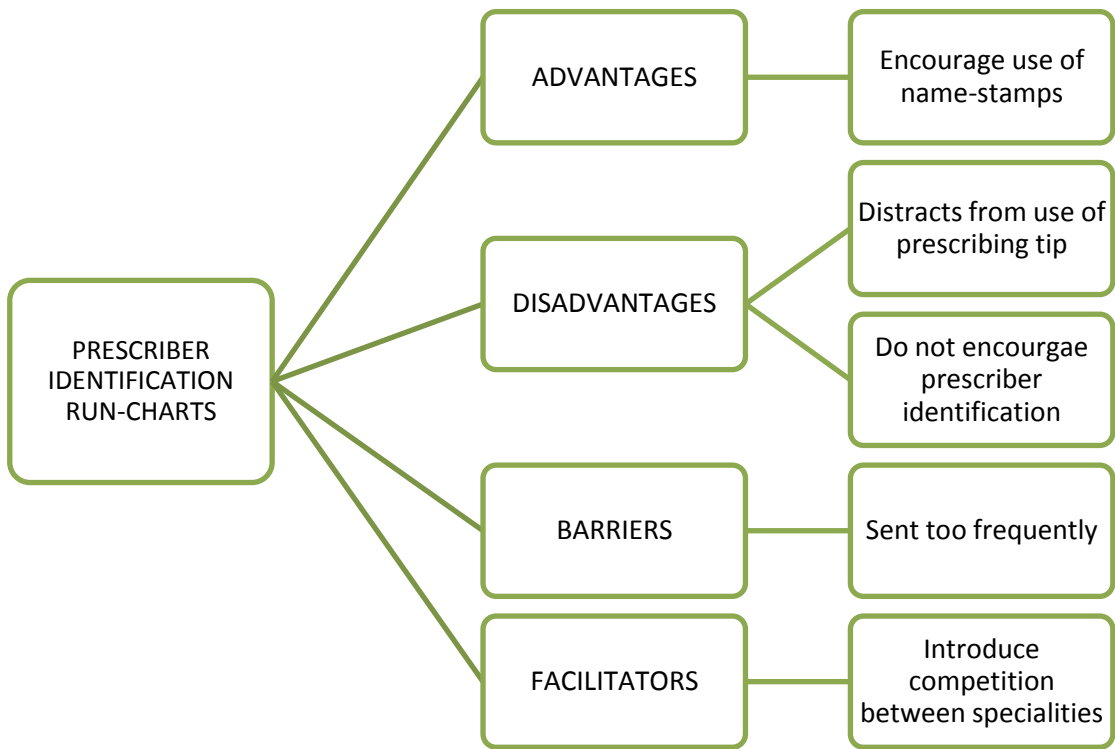 PRESCRIBER
IDENTIFICATION
RUN-CHARTS
ADVANTAGES
Encourage use of
name-stamps
DISADVANTAGES
Distracts from use of
prescribing tip
Do not encourgae
prescriber
identification
BARRIERS
Sent too frequently
FACILITATORS
Introduce
competition
between specialities